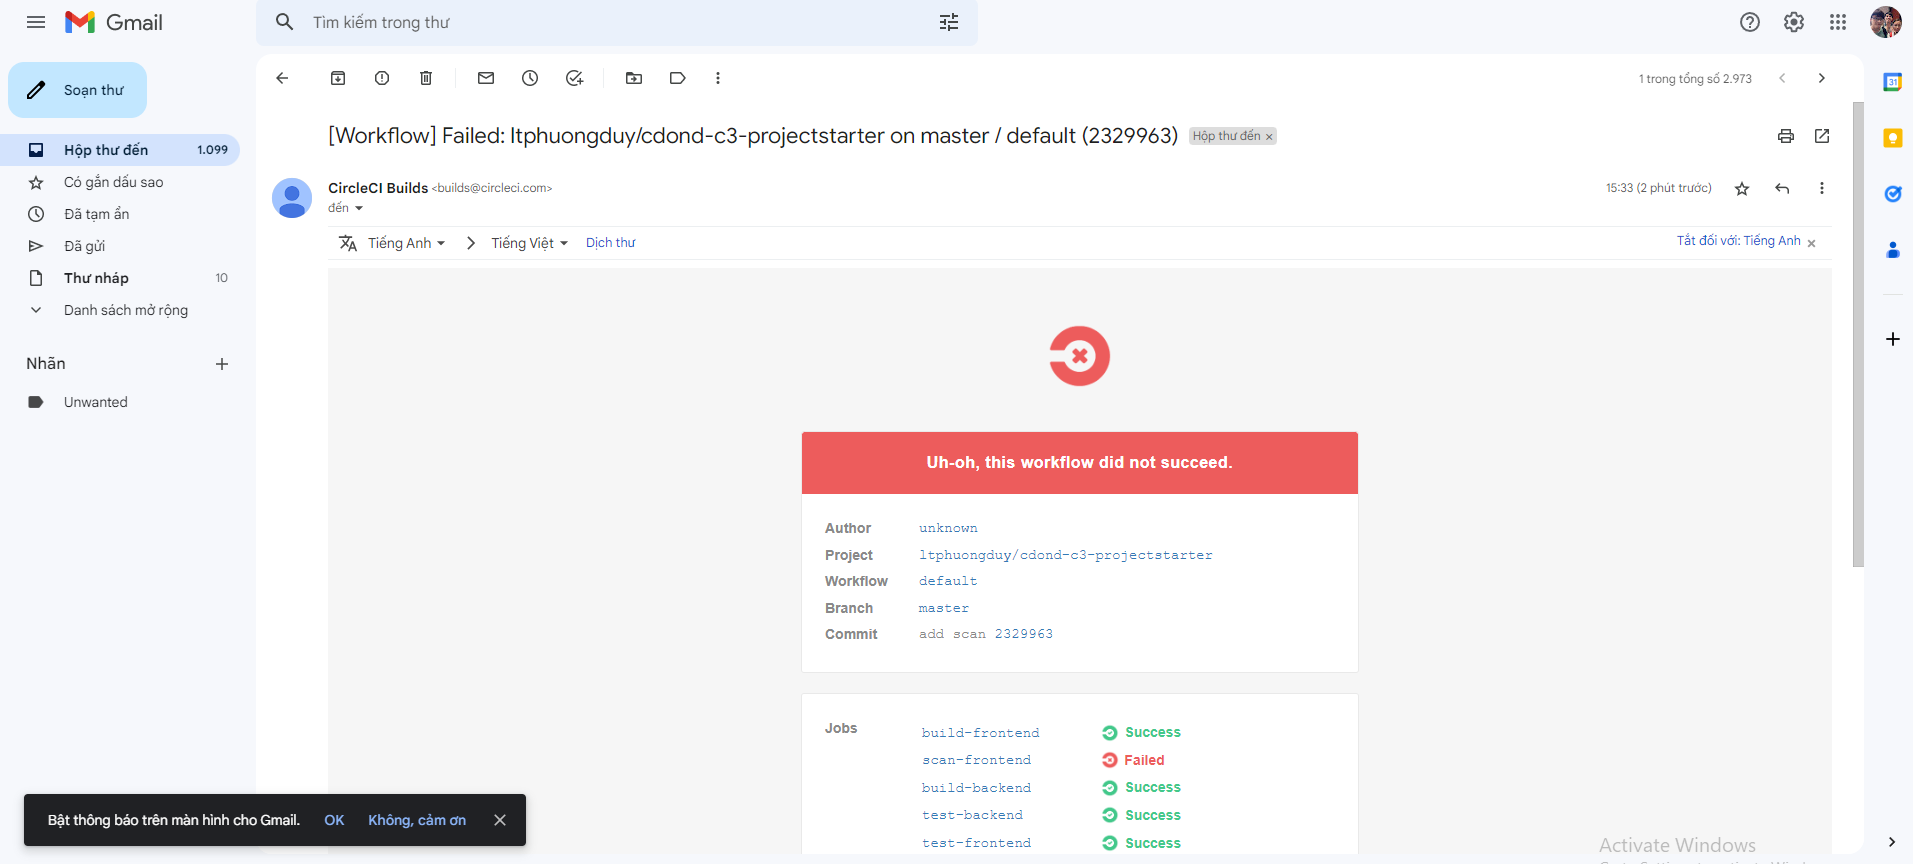 Gmail
Tìm kiếm trong thư
Soạn thư
1 trong tổng số 2.973
Hộp thư đến 1.099
Có gắn dấu sao
Đã tạm ẩn
Đã gửi
Thư nháp 10
Danh sách mở rộng
Nhãn
Unwanted
[Workflow] Failed: ltphuongduy/cdond-c3-projectstarter on master / default (2329963) Hộp thư đến ×
CircleCI Builds <builds@circleci.com> 15:33 (2 phút trước)
đến
Tiếng Anh Tiếng Việt Dịch thư Tắt đối với: Tiếng Anh ×
Uh-oh, this workflow did not succeed.
Author unknown
Project ltphuongduy/cdond-c3-projectstarter
Workflow default
Branch master
Commit add scan 2329963
Jobs build-frontend Success
scan-frontend Failed
build-backend Success
test-backend Success
test-frontend Success
Bật thông báo trên màn hình cho Gmail. OK Không, cảm ơn
Activate Windows
31